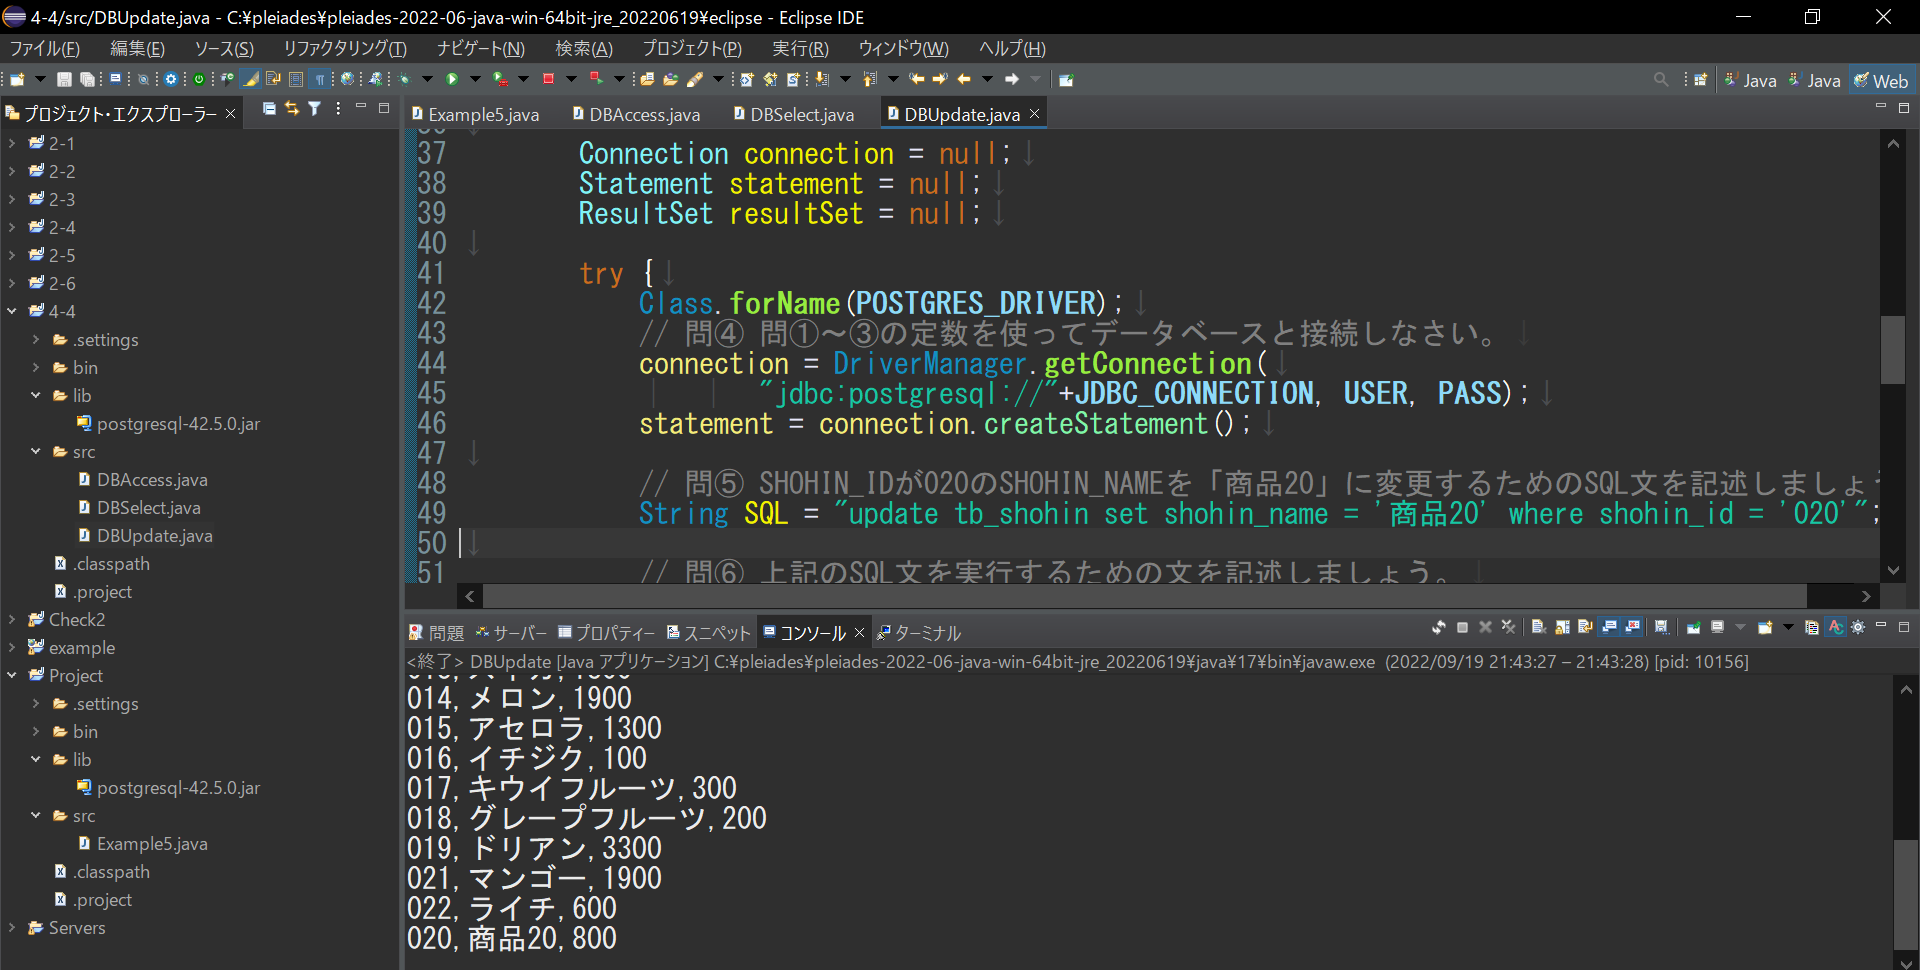 4-4/src/DBUpdate.java - C:¥pleiades¥pleiades-2022-06-java-win-64bit-jre_20220619¥eclipse - Eclipse IDE
ファイル(F) 編集(E) ソース(S) リファクタリング(T) ナビゲート(N) 検索(A) プロジェクト(P) 実行(R) ウィンドウ(W) ヘルプ(H)
Java Java Web
プロジェクト・エクスプローラー
2-1
2-2
2-3
2-4
2-5
2-6
4-4
.settings
bin
lib
postgresql-42.5.0.jar
src
DBAccess.java
DBSelect.java
DBUpdate.java
.classpath
.project
Check2
example
Project
.settings
bin
lib
postgresql-42.5.0.jar
src
Example5.java
.classpath
.project
Servers
Example5.java DBAccess.java DBSelect.java DBUpdate.java
37 Connection connection = null;
38 Statement statement = null;
39 ResultSet resultSet = null;
40
41 try {
42 Class.forName(POSTGRES_DRIVER);
43 // 問④ 問①～③の定数を使ってデータベースと接続しなさい。
44 connection = DriverManager.getConnection(
45 "jdbc:postgresql://"+JDBC_CONNECTION, USER, PASS);
46 statement = connection.createStatement();
47
48 // 問⑤ SHOHIN_IDが020のSHOHIN_NAMEを「商品20」に変更するためのSQL文を記述しましょ
49 String SQL = "update tb_shohin set shohin_name = '商品20' where shohin_id = '020'";
50
51 // 問⑥ 上記のSQL文を実行するための文を記述しましょう。
問題 サーバー プロパティー スニペット コンソール ターミナル
<終了> DBUpdate [Java アプリケーション] C:¥pleiades¥pleiades-2022-06-java-win-64bit-jre_20220619¥java¥17¥bin¥javaw.exe (2022/09/19 21:43:27 – 21:43:28) [pid: 10156]
014, メロン, 1900
015, アセロラ, 1300
016, イチジク, 100
017, キウイフルーツ, 300
018, グレープフルーツ, 200
019, ドリアン, 3300
021, マンゴー, 1900
022, ライチ, 600
020, 商品20, 800